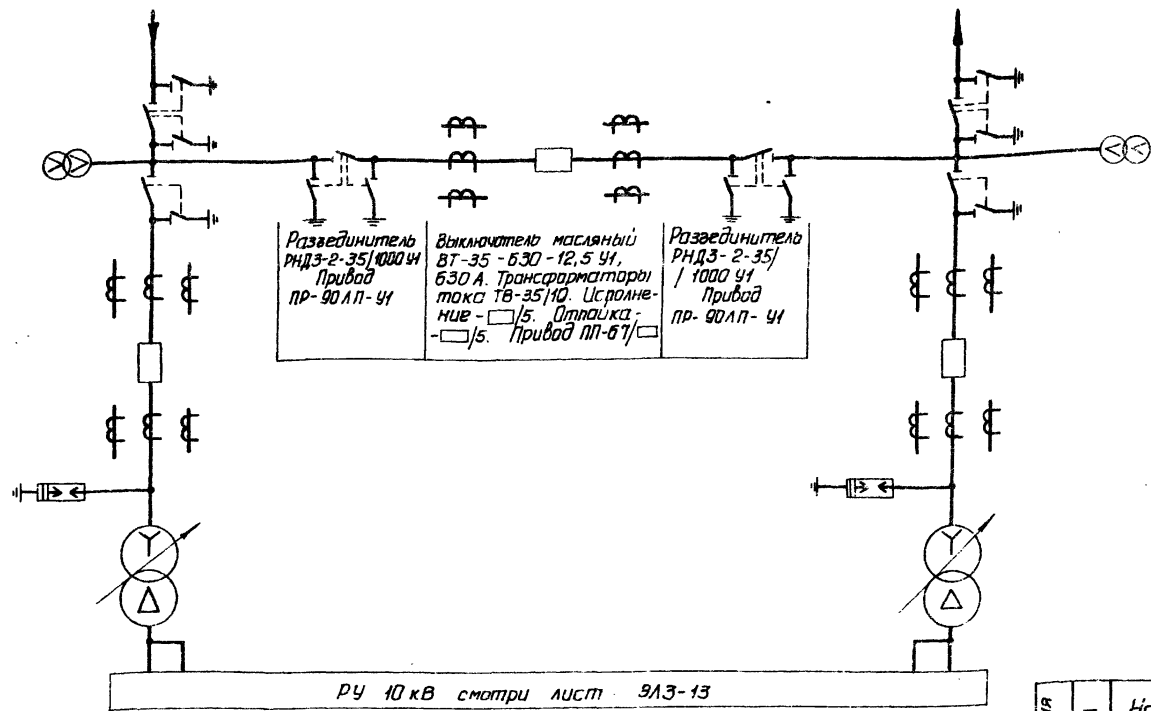 Разъединитель
РНДЗ-2-35/1000 У1
Привод
ПР-90ЛП-У1
Выключатель масляный
ВТ-35-630-12,5 У1,
630 А. Трансформаторы
тока ТВ-35/10. Исполне-
ние - /5. Отпайка-
- /5. Привод ПП-67/
Разъединитель
РНДЗ-2-35/
/ 1000 У1
Привод
ПР-90ЛП-У1
РУ 10 кВ смотри лист ЭЛЗ-13